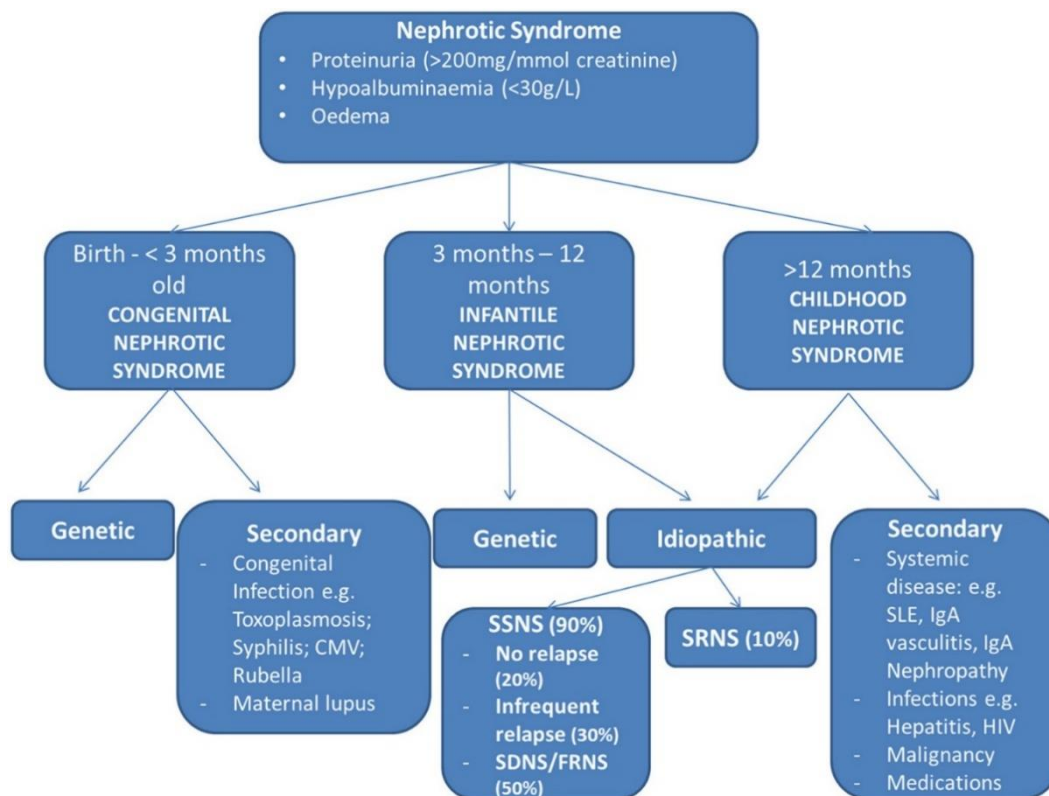 Nephrotic Syndrome
• Proteinuria (>200mg/mmol creatinine)
• Hypoalbuminaemia (<30g/L)
• Oedema
Birth - < 3 months
old
CONGENITAL
NEPHROTIC
SYNDROME
3 months – 12
months
INFANTILE
NEPHROTIC
SYNDROME
>12 months
CHILDHOOD
NEPHROTIC
SYNDROME
Genetic
Secondary
- Congenital
Infection e.g.
Toxoplasmosis;
Syphilis; CMV;
Rubella
- Maternal lupus
Genetic
Idiopathic
SSNS (90%)
- No relapse
(20%)
- Infrequent
relapse (30%)
- SDNS/FRNS
(50%)
SRNS (10%)
Secondary
- Systemic
disease: e.g.
SLE, IgA
vasculitis, IgA
Nephropathy
- Infections e.g.
Hepatitis, HIV
- Malignancy
- Medications